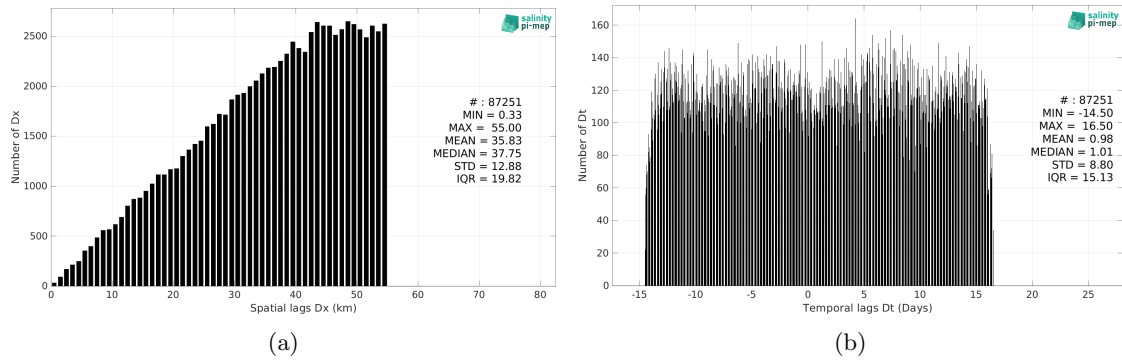 salinity
pi-mep
Number of Dx
2500
2000
1500
1000
500
0
# : 87251
MIN = 0.33
MAX = 55.00
MEAN = 35.83
MEDIAN = 37.75
STD = 12.88
IQR = 19.82
0 10 20 30 40 50 60 70 80
Spatial lags Dx (km)
(a)
salinity
pi-mep
Number of Dt
160
140
120
100
80
60
40
20
0
# : 87251
MIN = -14.50
MAX = 16.50
MEAN = 0.98
MEDIAN = 1.01
STD = 8.80
IQR = 15.13
-15 -10 -5 0 5 10 15 20 25
Temporal lags Dt (Days)
(b)